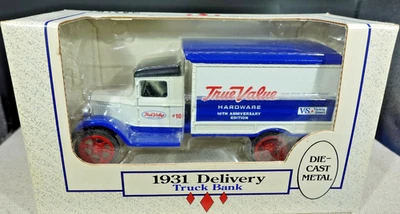 True Value
HARDWARE
10TH ANNIVERSARY
EDITION
V&S
True Value
#10
DIE-
CAST
METAL
1931 Delivery
Truck Bank